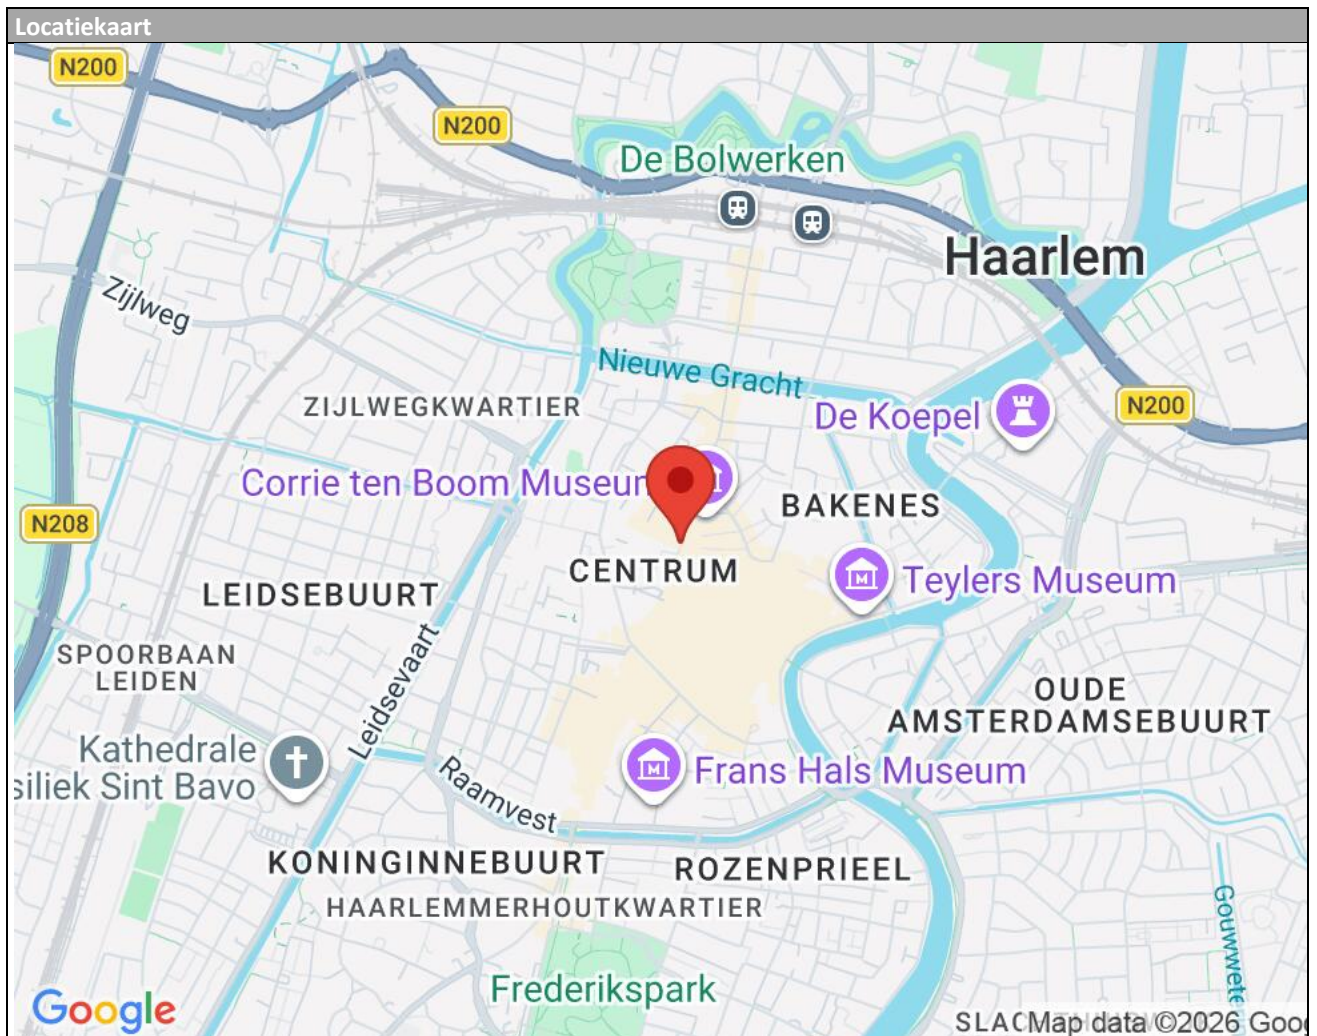 Locatiekaart
N200
N200
De Bolwerken
Haarlem
Zijlweg
Nieuwe Gracht
ZIJLWEGKWARTIER
De Koepel
N200
Corrie ten Boom Museum
BAKENES
N208
CENTRUM
Teylers Museum
LEIDSEBUURT
Leidsevaart
SPOORBAAN
LEIDEN
OUDE
AMSTERDAMSEBUURT
Kathedrale
siliek Sint Bavo
Raamvest
Frans Hals Museum
KONINGINNEBUURT
ROZENPRIEEL
HAARLEMMERHOUTKWARTIER
Gouwwete
Frederikspark
Google
Map data ©2026 Goo